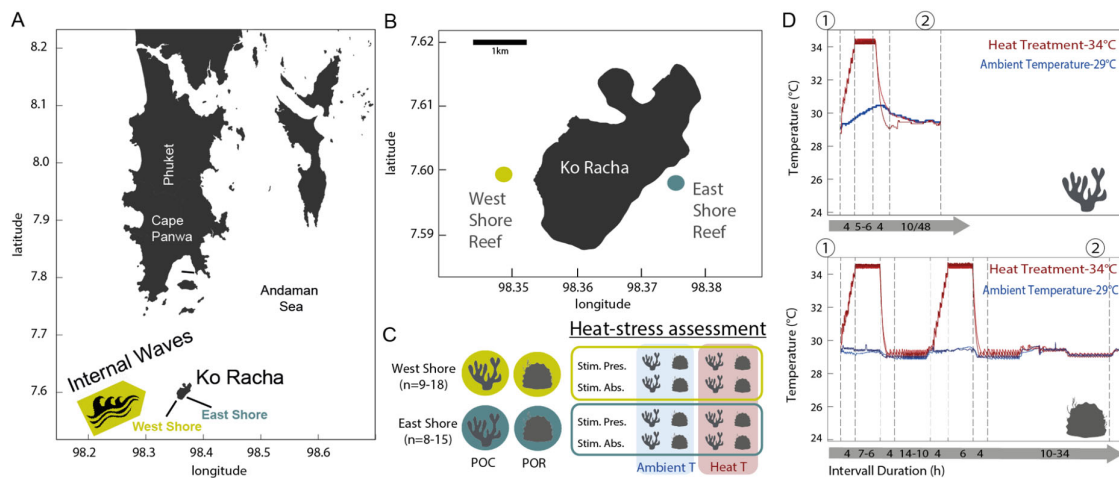 A
8.2
8.1
8.0
7.9
7.8
7.7
7.6
latitude
Phuket
Cape
Panwa
Andaman
Sea
Internal Waves
Ko Racha
East Shore
West Shore
98.2 98.3 98.4 98.5 98.6
longitude
B
7.62
7.61
7.60
7.59
latitude
1km
Ko Racha
West
Shore
Reef
East
Shore
Reef
98.35 98.36 98.375 98.38
longitude
C
Heat-stress assessment
West Shore
(n=9-18)
Stim. Pres.
Stim. Abs.
East Shore
(n=8-15)
Stim. Pres.
Stim. Abs.
POC POR
Ambient T Heat T
D
1 2
Heat Treatment-34°C
Ambient Temperature-29°C
34
32
30
28
26
24
Temperature (°C)
4 5-6 4 10/48
1 2
Heat Treatment-34°C
Ambient Temperature-29°C
34
32
30
28
26
24
Temperature (°C)
4 7-6 4 14-10 4 6 4 10-34
Intervall Duration (h)